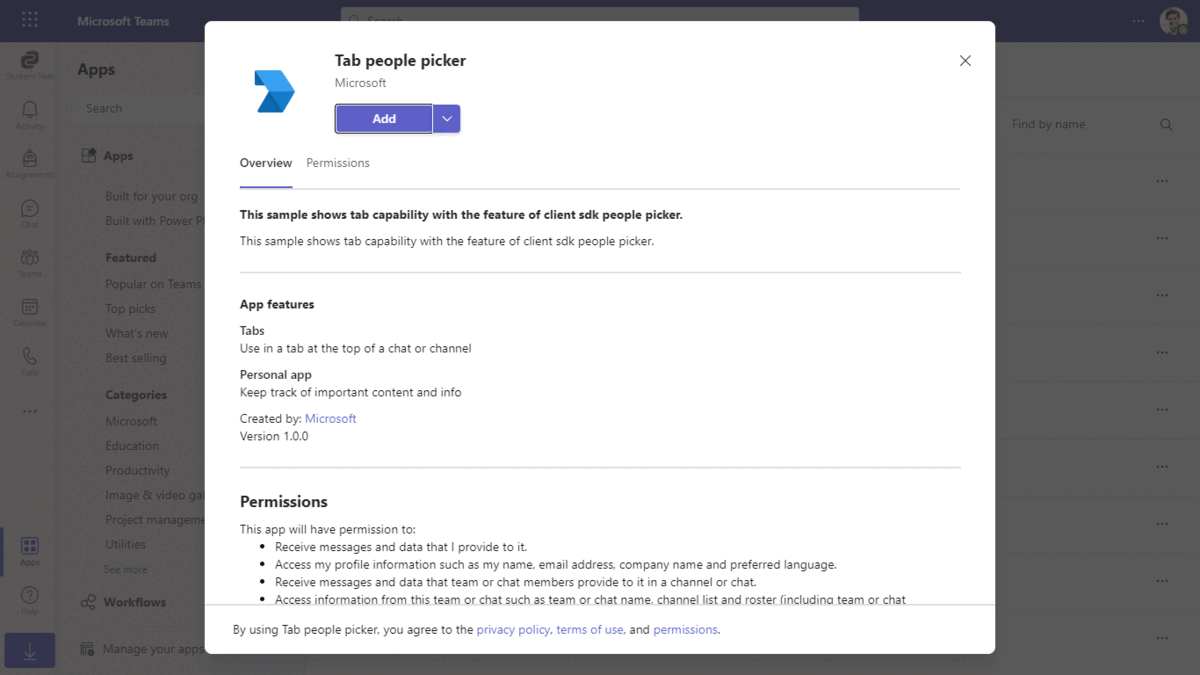 Microsoft Teams
Search
Student Hub
Activity
Assignments
Chat
Teams
Calendar
Calls
Apps
Help
Apps
Search
Apps
Built for your org
Built with Power
Featured
Popular on Teams
Top picks
What's new
Best selling
Categories
Microsoft
Education
Productivity
Image & video
Project
Utilities
See more
Workflows
Manage your apps
Tab people picker
Microsoft
Add
Overview Permissions
This sample shows tab capability with the feature of client sdk people picker.
This sample shows tab capability with the feature of client sdk people picker.
App features
Tabs
Use in a tab at the top of a chat or channel
Personal app
Keep track of important content and info
Created by: Microsoft
Version 1.0.0
Permissions
This app will have permission to:
Receive messages and data that I provide to it.
Access my profile information such as my name, email address, company name and preferred language.
Receive messages and data that team or chat members provide to it in a channel or chat.
Access information from this team or chat such as team or chat name, channel list and roster (including team or chat
By using Tab people picker, you agree to the privacy policy, terms of use, and permissions.
Find by name